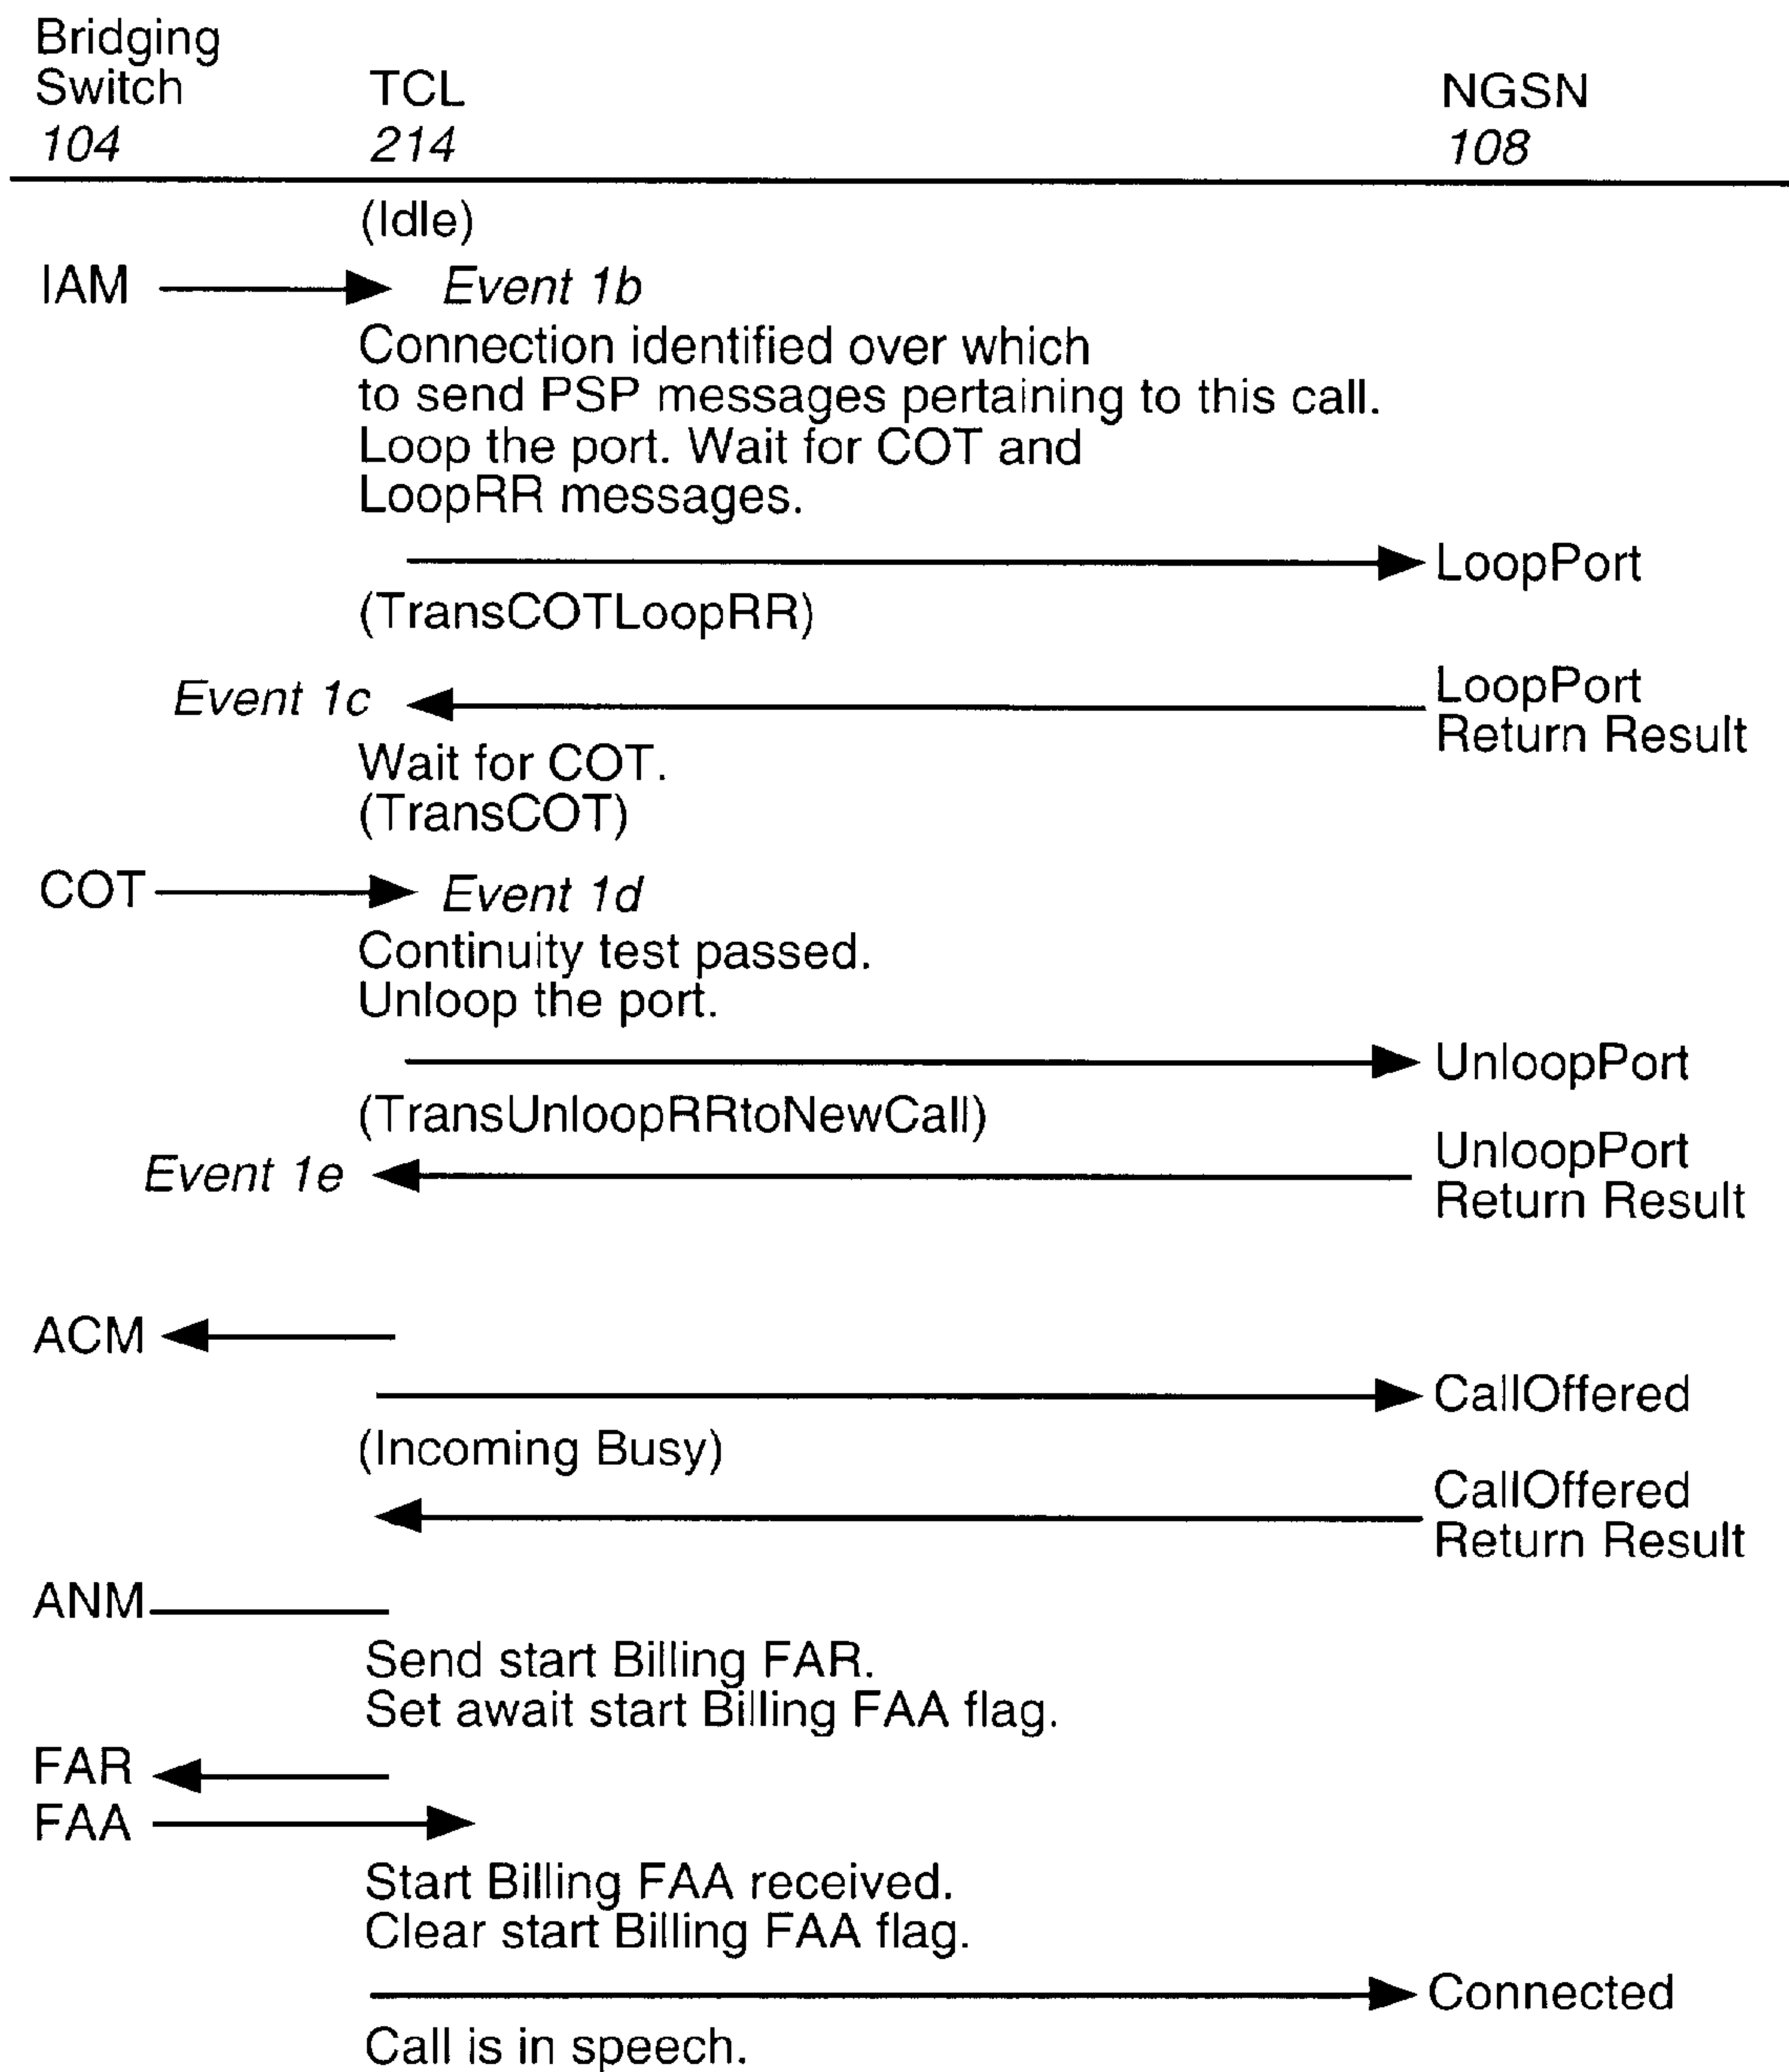 Bridging
Switch TCL NGSN
104 214 108
(Idle)
IAM Event 1b
Connection identified over which
to send PSP messages pertaining to this call.
Loop the port. Wait for COT and
LoopRR messages.
LoopPort
(TransCOTLoopRR)
Event 1c LoopPort
Return Result
Wait for COT.
(TransCOT)
COT Event 1d
Continuity test passed.
Unloop the port.
UnloopPort
(TransUnloopRRtoNewCall)
Event 1e UnloopPort
Return Result
ACM
CallOffered
(Incoming Busy)
CallOffered
Return Result
ANM
Send start Billing FAR.
Set await start Billing FAA flag.
FAR
FAA
Start Billing FAA received.
Clear start Billing FAA flag.
Connected
Call is in speech.